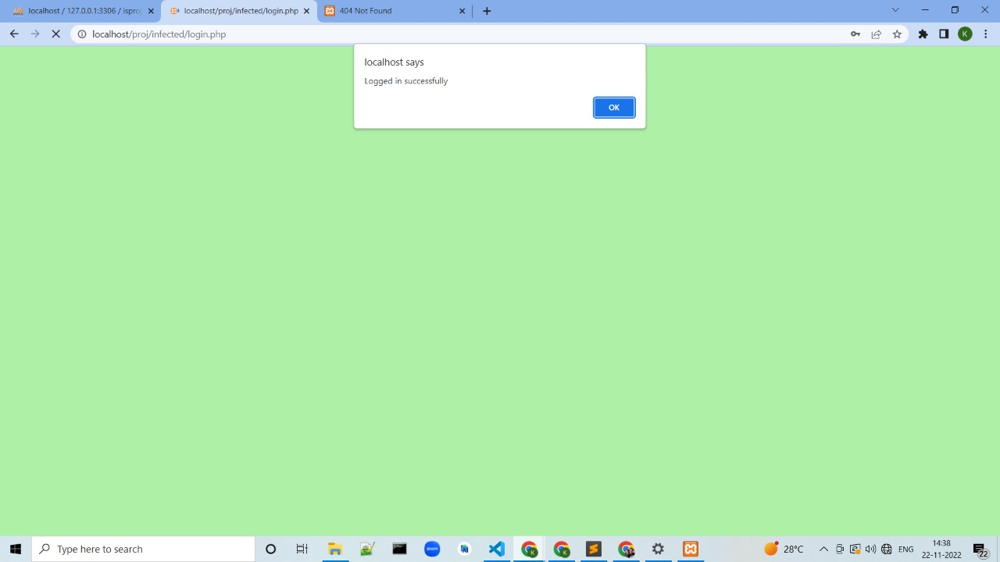 localhost / 127.0.0.1:3306 / isproj
localhost/proj/infected/login.php
404 Not Found
localhost/proj/infected/login.php
K
localhost says
Logged in successfully
OK
Type here to search
zoom
K
K
28°C
ENG
14:38
22-11-2022
22